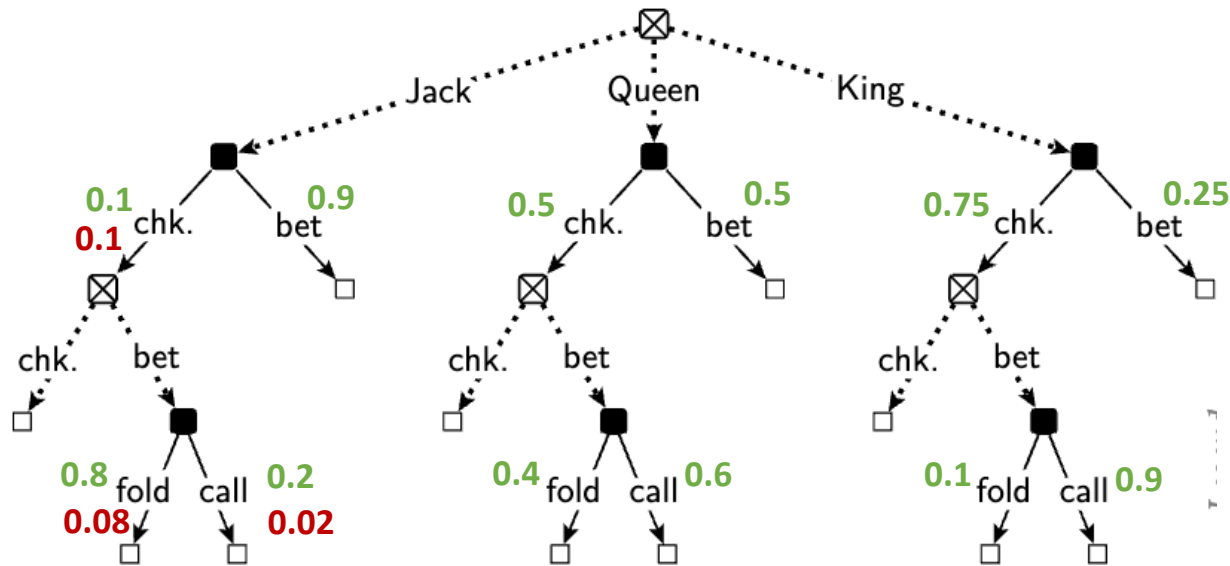 Jack Queen King
0.1 0.9 0.5 0.5 0.75 0.25
chk. bet chk. bet chk. bet
0.1
chk. bet chk. bet chk. bet
0.8 0.2 0.4 0.6 0.1 0.9
fold call fold call fold call
0.08 0.02